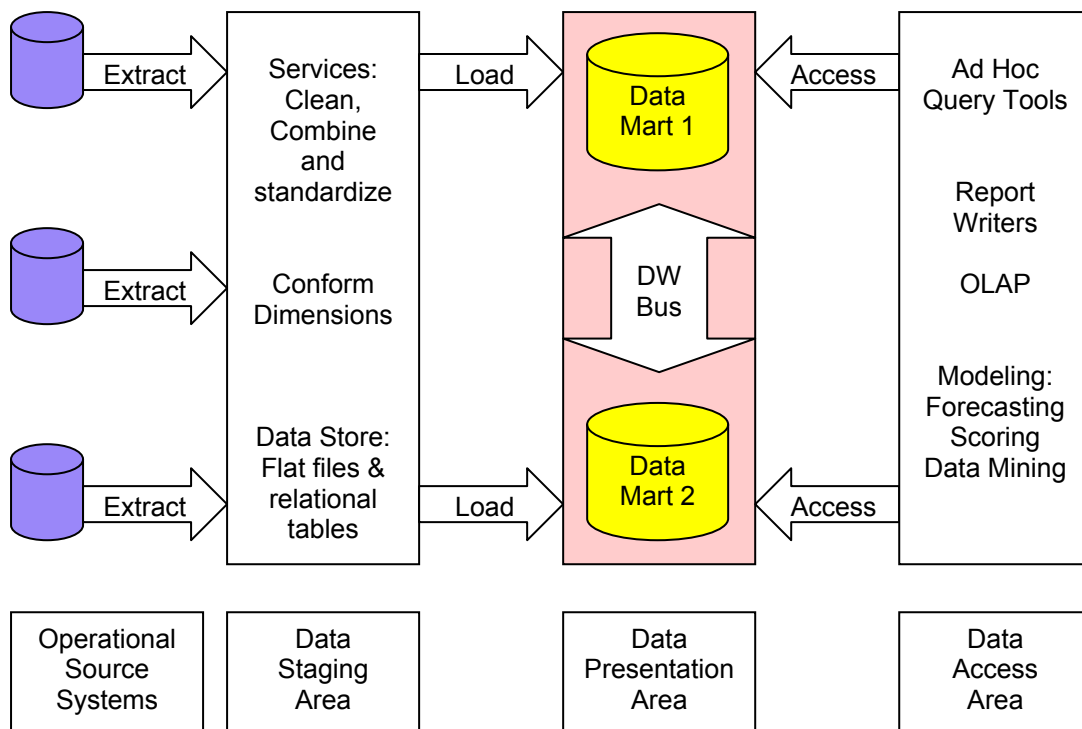 Extract
Extract
Extract
Services:
Clean,
Combine
and
standardize
Conform
Dimensions
Data Store:
Flat files &
relational
tables
Load
Load
Data
Mart 1
DW
Bus
Data
Mart 2
Access
Access
Ad Hoc
Query Tools
Report
Writers
OLAP
Modeling:
Forecasting
Scoring
Data Mining
Operational
Source
Systems
Data
Staging
Area
Data
Presentation
Area
Data
Access
Area